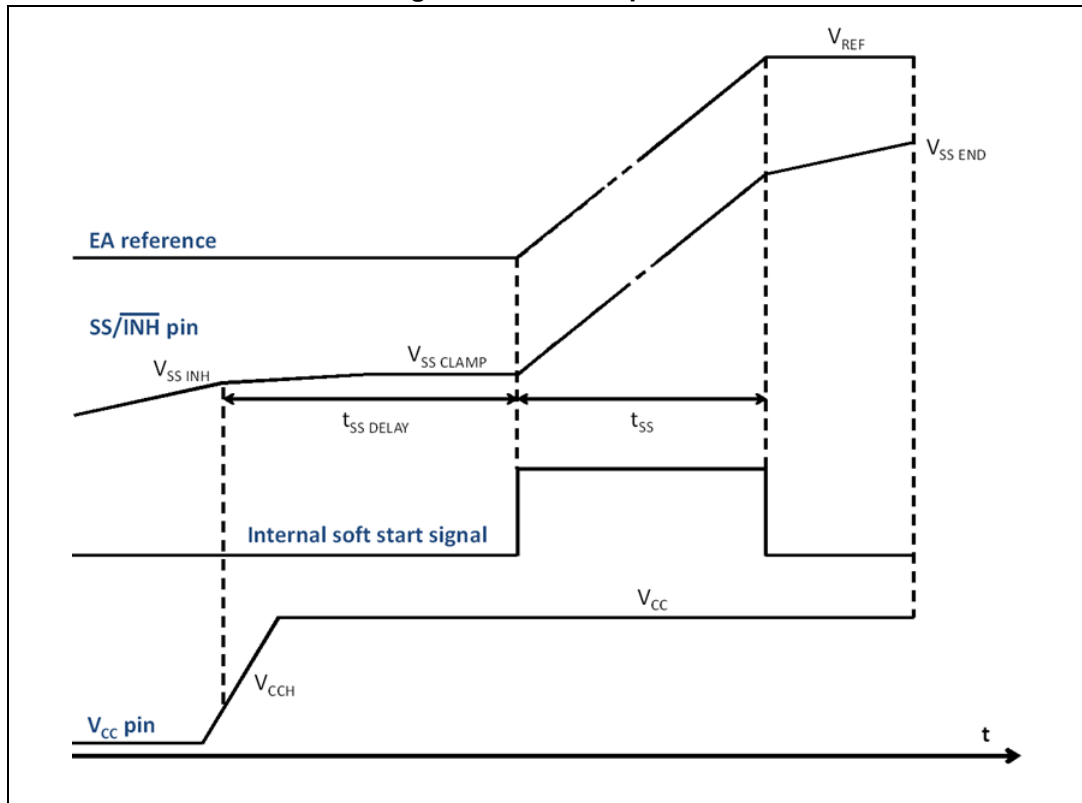 V_REF
V_SS END
EA reference
SS/I̅N̅H̅ pin
V_SS INH
V_SS CLAMP
t_SS DELAY
t_SS
Internal soft start signal
V_CC
V_CCH
V_CC pin
t